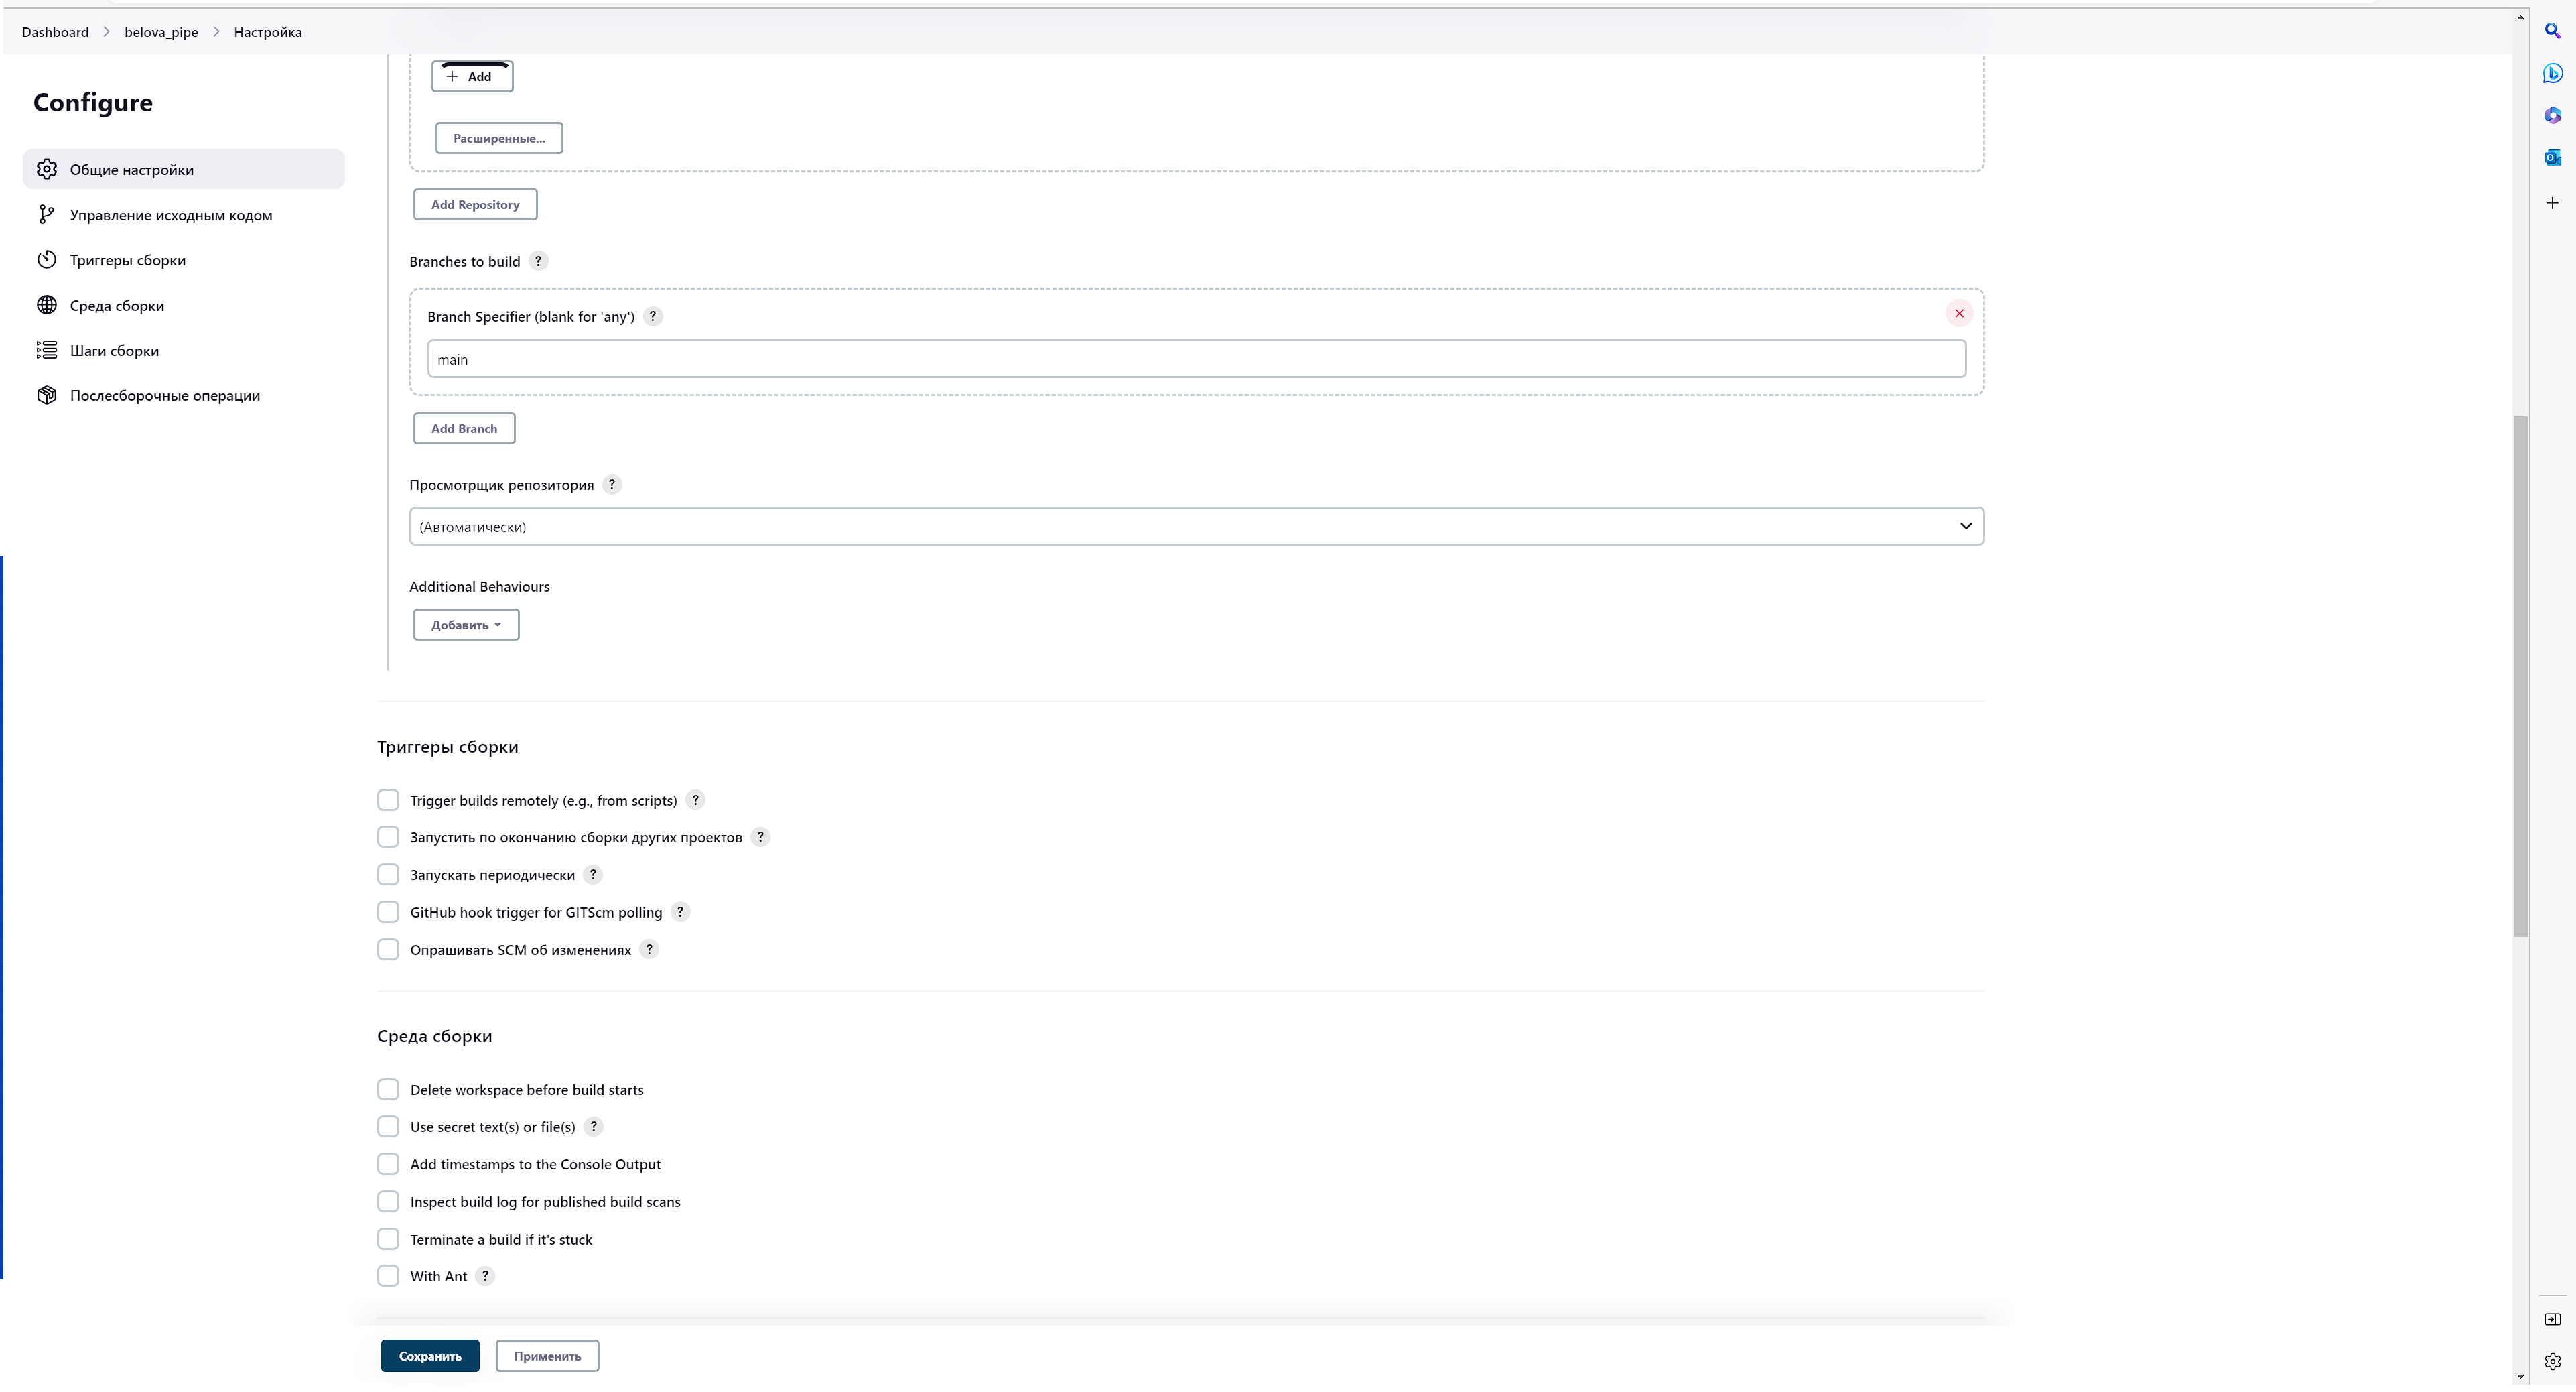 Dashboard > belova_pipe > Настройка
Configure
Общие настройки
Управление исходным кодом
Триггеры сборки
Среда сборки
Шаги сборки
Послесборочные операции
+ Add
Расширенные...
Add Repository
Branches to build ?
Branch Specifier (blank for 'any') ?
main
Add Branch
Просмотрщик репозитория ?
(Автоматически)
Additional Behaviours
Добавить
Триггеры сборки
Trigger builds remotely (e.g., from scripts) ?
Запустить по окончанию сборки других проектов ?
Запускать периодически ?
GitHub hook trigger for GITScm polling ?
Опрашивать SCM об изменениях ?
Среда сборки
Delete workspace before build starts
Use secret text(s) or file(s) ?
Add timestamps to the Console Output
Inspect build log for published build scans
Terminate a build if it's stuck
With Ant ?
Сохранить
Применить